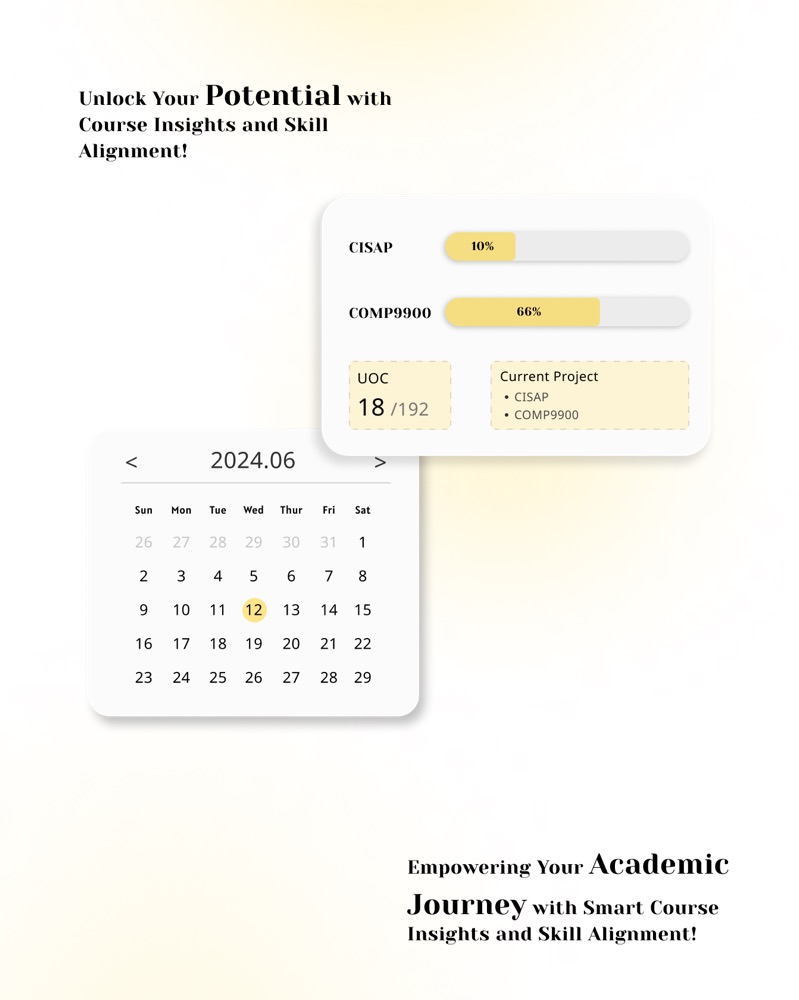 Unlock Your Potential with
Course Insights and Skill
Alignment!
CISAP 10%
COMP9900 66%
UOC
18 /192
Current Project
• CISAP
• COMP9900
< 2024.06 >
Sun Mon Tue Wed Thur Fri Sat
26 27 28 29 30 31 1
2 3 4 5 6 7 8
9 10 11 12 13 14 15
16 17 18 19 20 21 22
23 24 25 26 27 28 29
Empowering Your Academic
Journey with Smart Course
Insights and Skill Alignment!